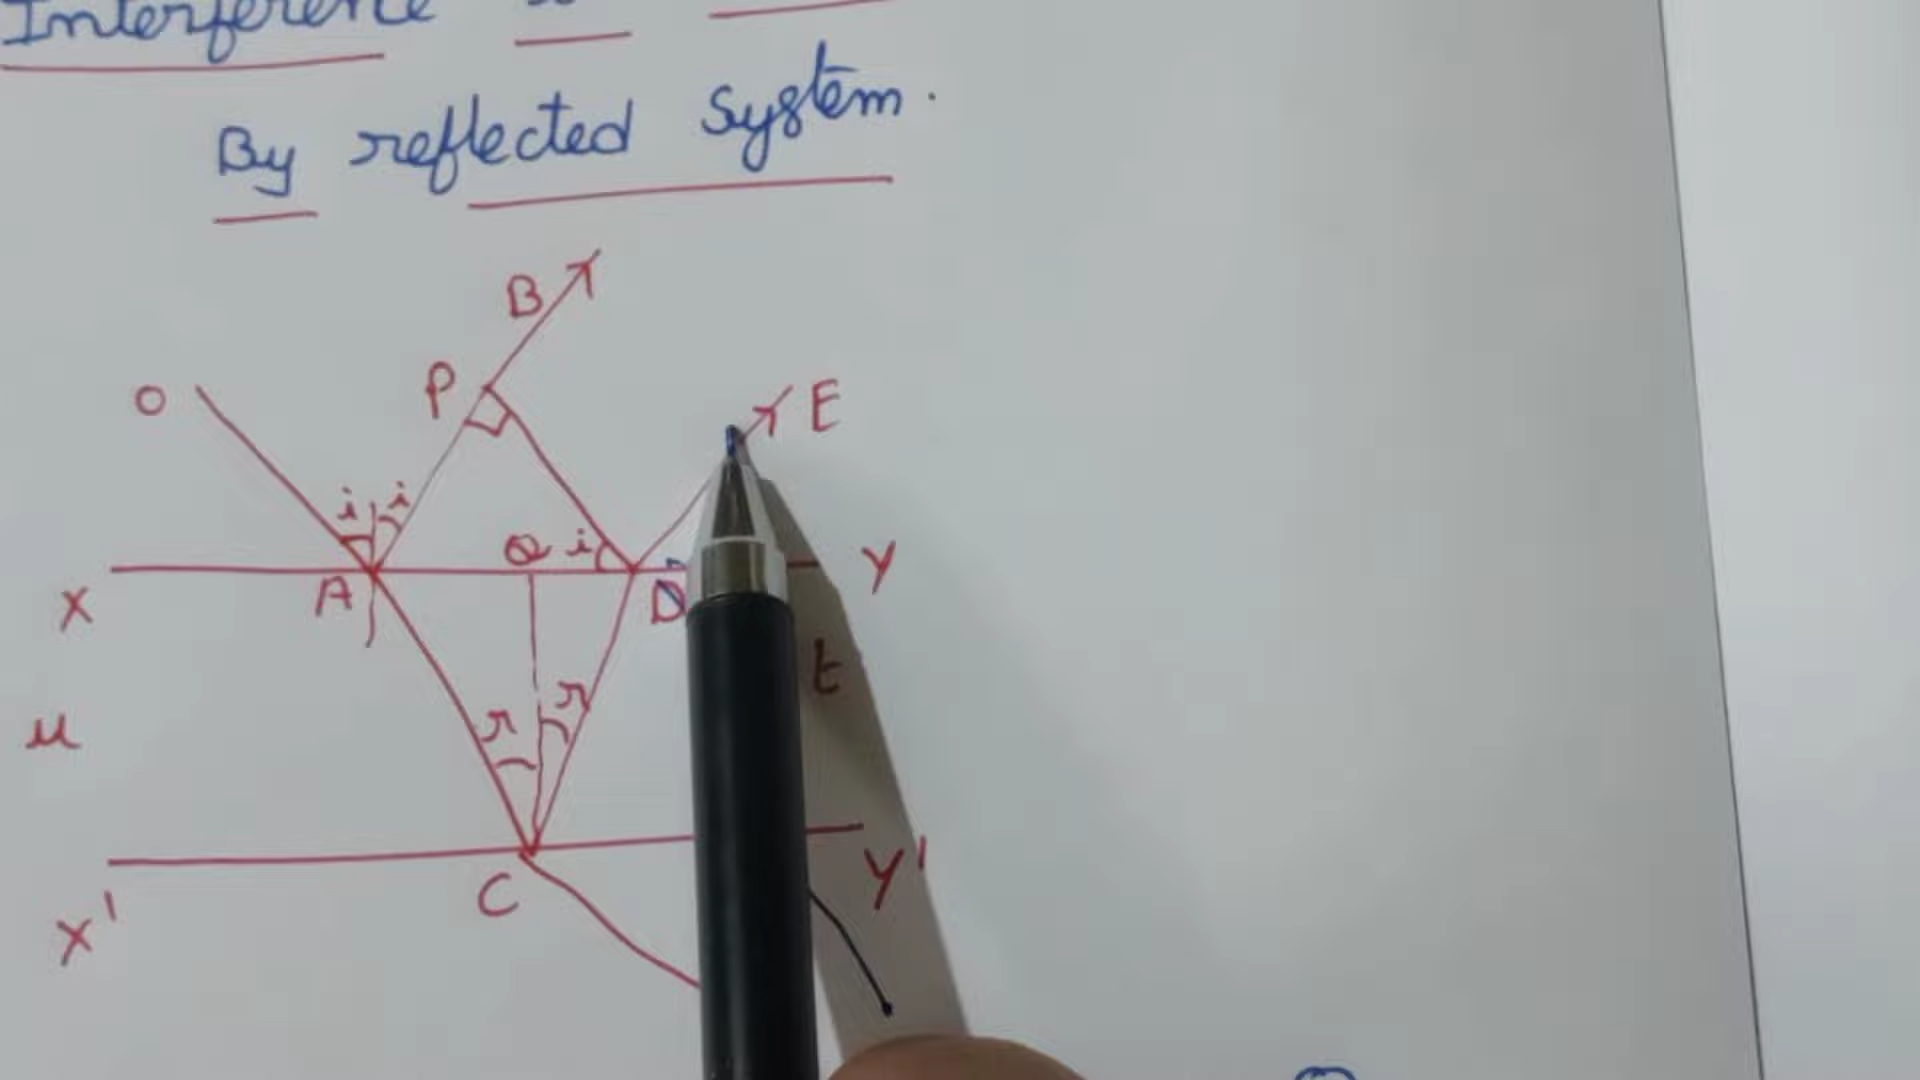 Interference
By reflected System.
B
P
E
O
i i
Q i
Y
X
A
D
t
r
r
μ
C
Y'
X'